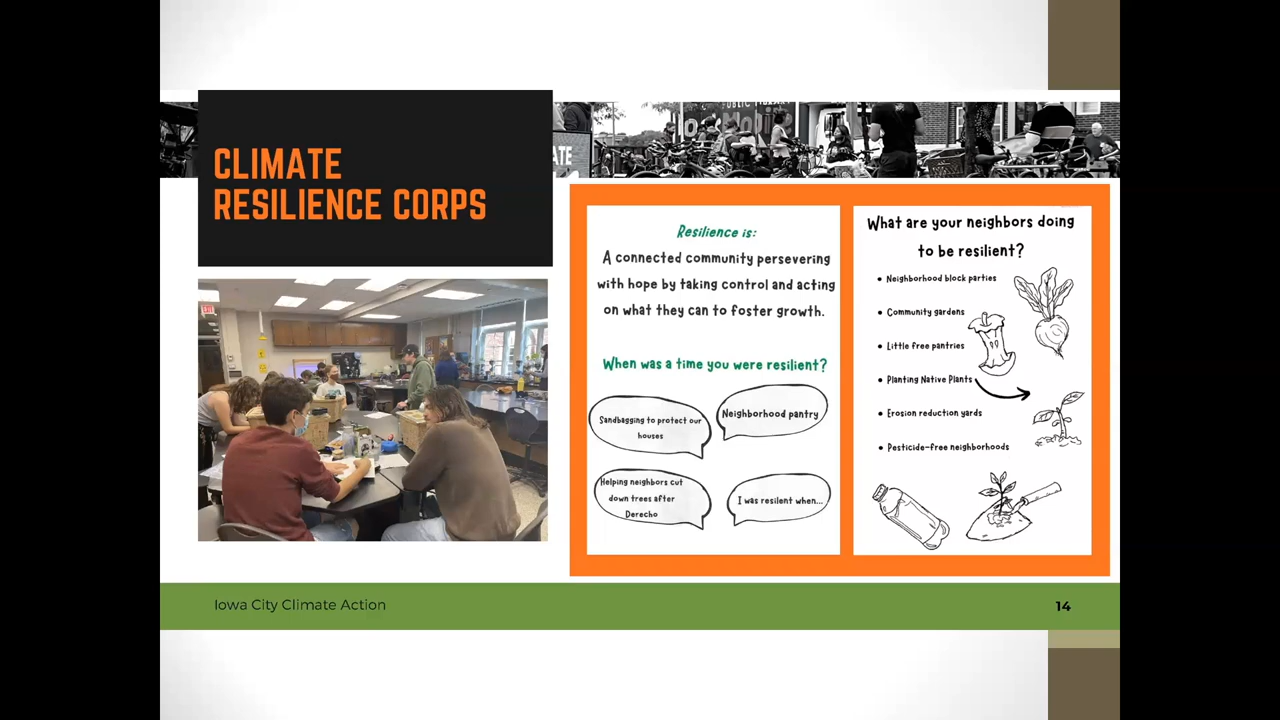 CLIMATE
RESILIENCE CORPS
ATE
EXIT
Resilience is:
A connected community persevering
with hope by taking control and acting
on what they can to foster growth.
When was a time you were resilient?
Sandbagging to protect our
houses
Neighborhood pantry
Helping neighbors cut
down trees after
Derecho
I was resilent when...
What are your neighbors doing
to be resilient?
• Neighborhood block parties
• Community gardens
• Little free pantries
• Planting Native Plants
• Erosion reduction yards
• Pesticide-free neighborhoods
Iowa City Climate Action
14